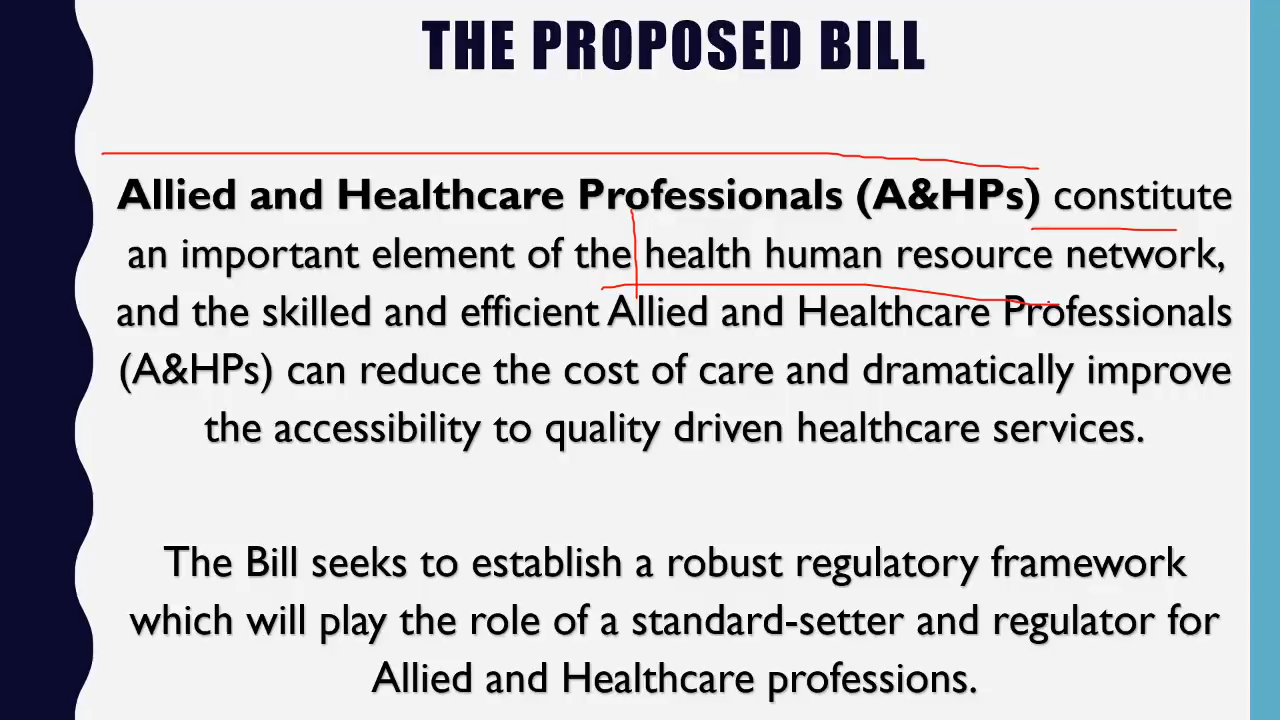 THE PROPOSED BILL
Allied and Healthcare Professionals (A&HPs) constitute
an important element of the health human resource network,
and the skilled and efficient Allied and Healthcare Professionals
(A&HPs) can reduce the cost of care and dramatically improve
the accessibility to quality driven healthcare services.
The Bill seeks to establish a robust regulatory framework
which will play the role of a standard-setter and regulator for
Allied and Healthcare professions.